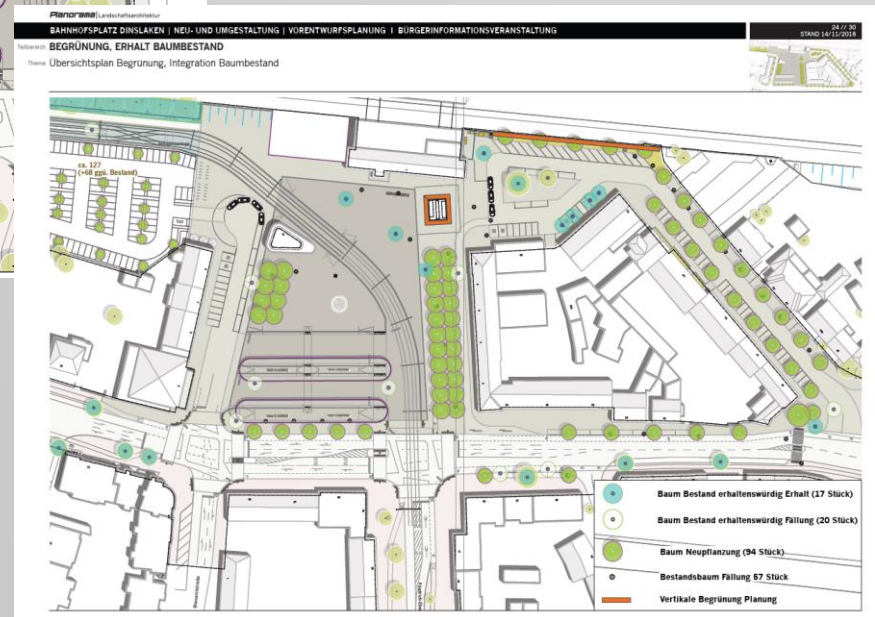 Planorama Landschaftsarchitektur
BAHNHOFSPLATZ DINSLAKEN | NEU- UND UMGESTALTUNG | VORENTWURFSPLANUNG I BÜRGERINFORMATIONSVERANSTALTUNG
24 // 30
STAND 14/11/2018
Teilbereich BEGRÜNUNG, ERHALT BAUMBESTAND
Thema Übersichtsplan Begrünung, Integration Baumbestand
ca. 127
(+68 ggü. Bestand)
Baum Bestand erhaltenswürdig Erhalt (17 Stück)
Baum Bestand erhaltenswürdig Fällung (20 Stück)
Baum Neupflanzung (94 Stück)
Bestandsbaum Fällung 57 Stück
Vertikale Begrünung Planung